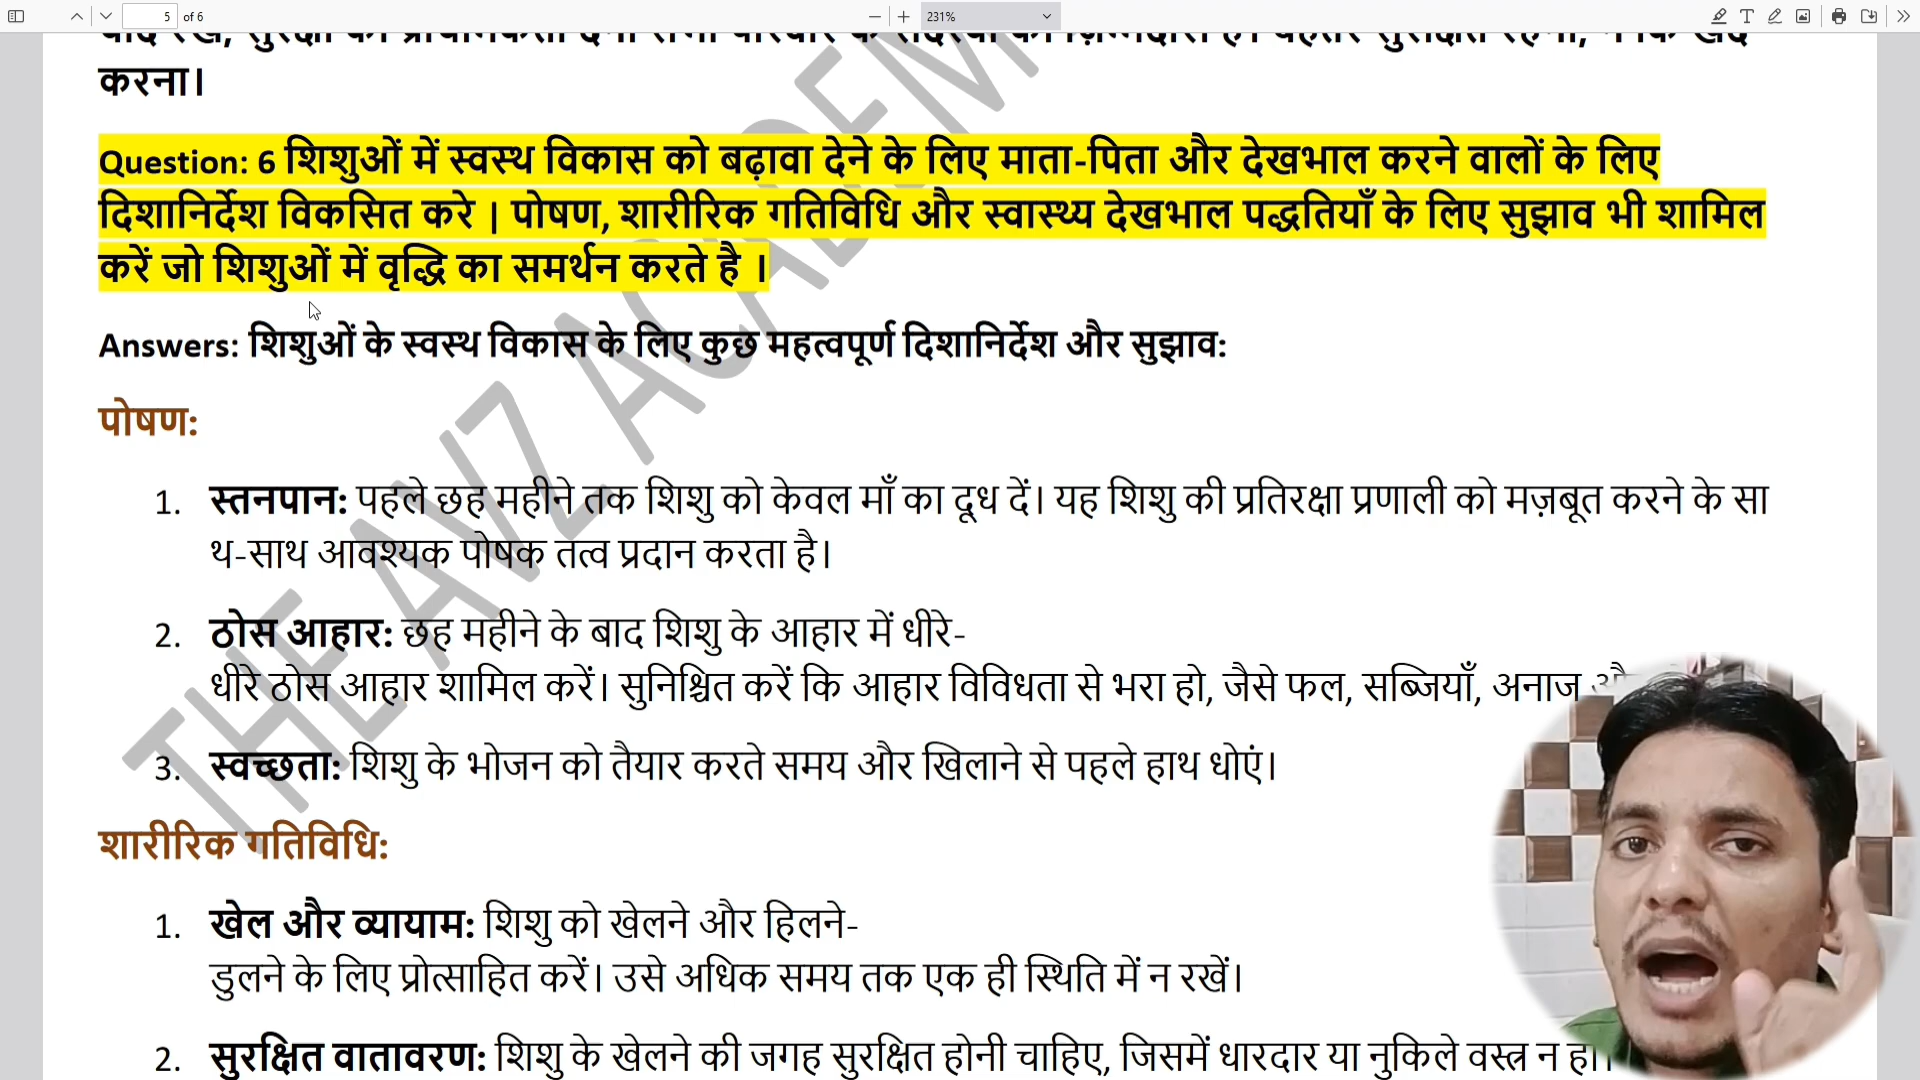 5 of 6
231%
करना।
Question: 6 शिशुओं में स्वस्थ विकास को बढ़ावा देने के लिए माता-पिता और देखभाल करने वालों के लिए
दिशानिर्देश विकसित करे | पोषण, शारीरिक गतिविधि और स्वास्थ्य देखभाल पद्धतियाँ के लिए सुझाव भी शामिल
करें जो शिशुओं में वृद्धि का समर्थन करते है ।
Answers: शिशुओं के स्वस्थ विकास के लिए कुछ महत्वपूर्ण दिशानिर्देश और सुझाव:
पोषण:
1. स्तनपान: पहले छह महीने तक शिशु को केवल माँ का दूध दें। यह शिशु की प्रतिरक्षा प्रणाली को मज़बूत करने के सा
थ-साथ आवश्यक पोषक तत्व प्रदान करता है।
2. ठोस आहार: छह महीने के बाद शिशु के आहार में धीरे-
धीरे ठोस आहार शामिल करें। सुनिश्चित करें कि आहार विविधता से भरा हो, जैसे फल, सब्जियाँ, अनाज
3. स्वच्छता: शिशु के भोजन को तैयार करते समय और खिलाने से पहले हाथ धोएं।
शारीरिक गतिविधि:
1. खेल और व्यायाम: शिशु को खेलने और हिलने-
डुलने के लिए प्रोत्साहित करें। उसे अधिक समय तक एक ही स्थिति में न रखें।
2. सुरक्षित वातावरण: शिशु के खेलने की जगह सुरक्षित होनी चाहिए, जिसमें धारदार या नुकिले वस्त्र न
THE AVZ ACADEM